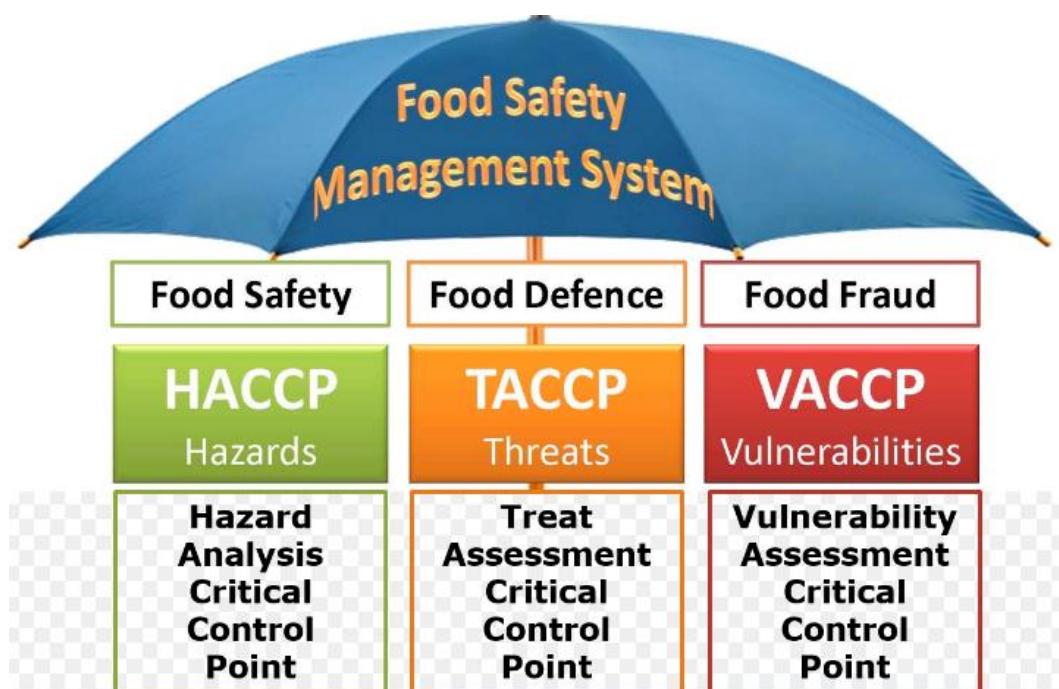 Food Safety
Management System
Food Safety
Food Defence
Food Fraud
HACCP
Hazards
TACCP
Threats
VACCP
Vulnerabilities
Hazard
Analysis
Critical
Control
Point
Treat
Assessment
Critical
Control
Point
Vulnerability
Assessment
Critical
Control
Point